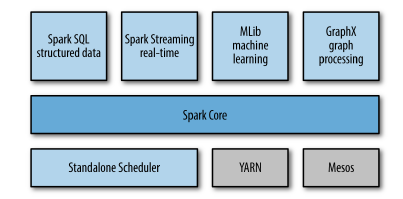 Spark SQL
structured data
Spark Streaming
real-time
MLib
machine
learning
GraphX
graph
processing
Spark Core
Standalone Scheduler
YARN
Mesos